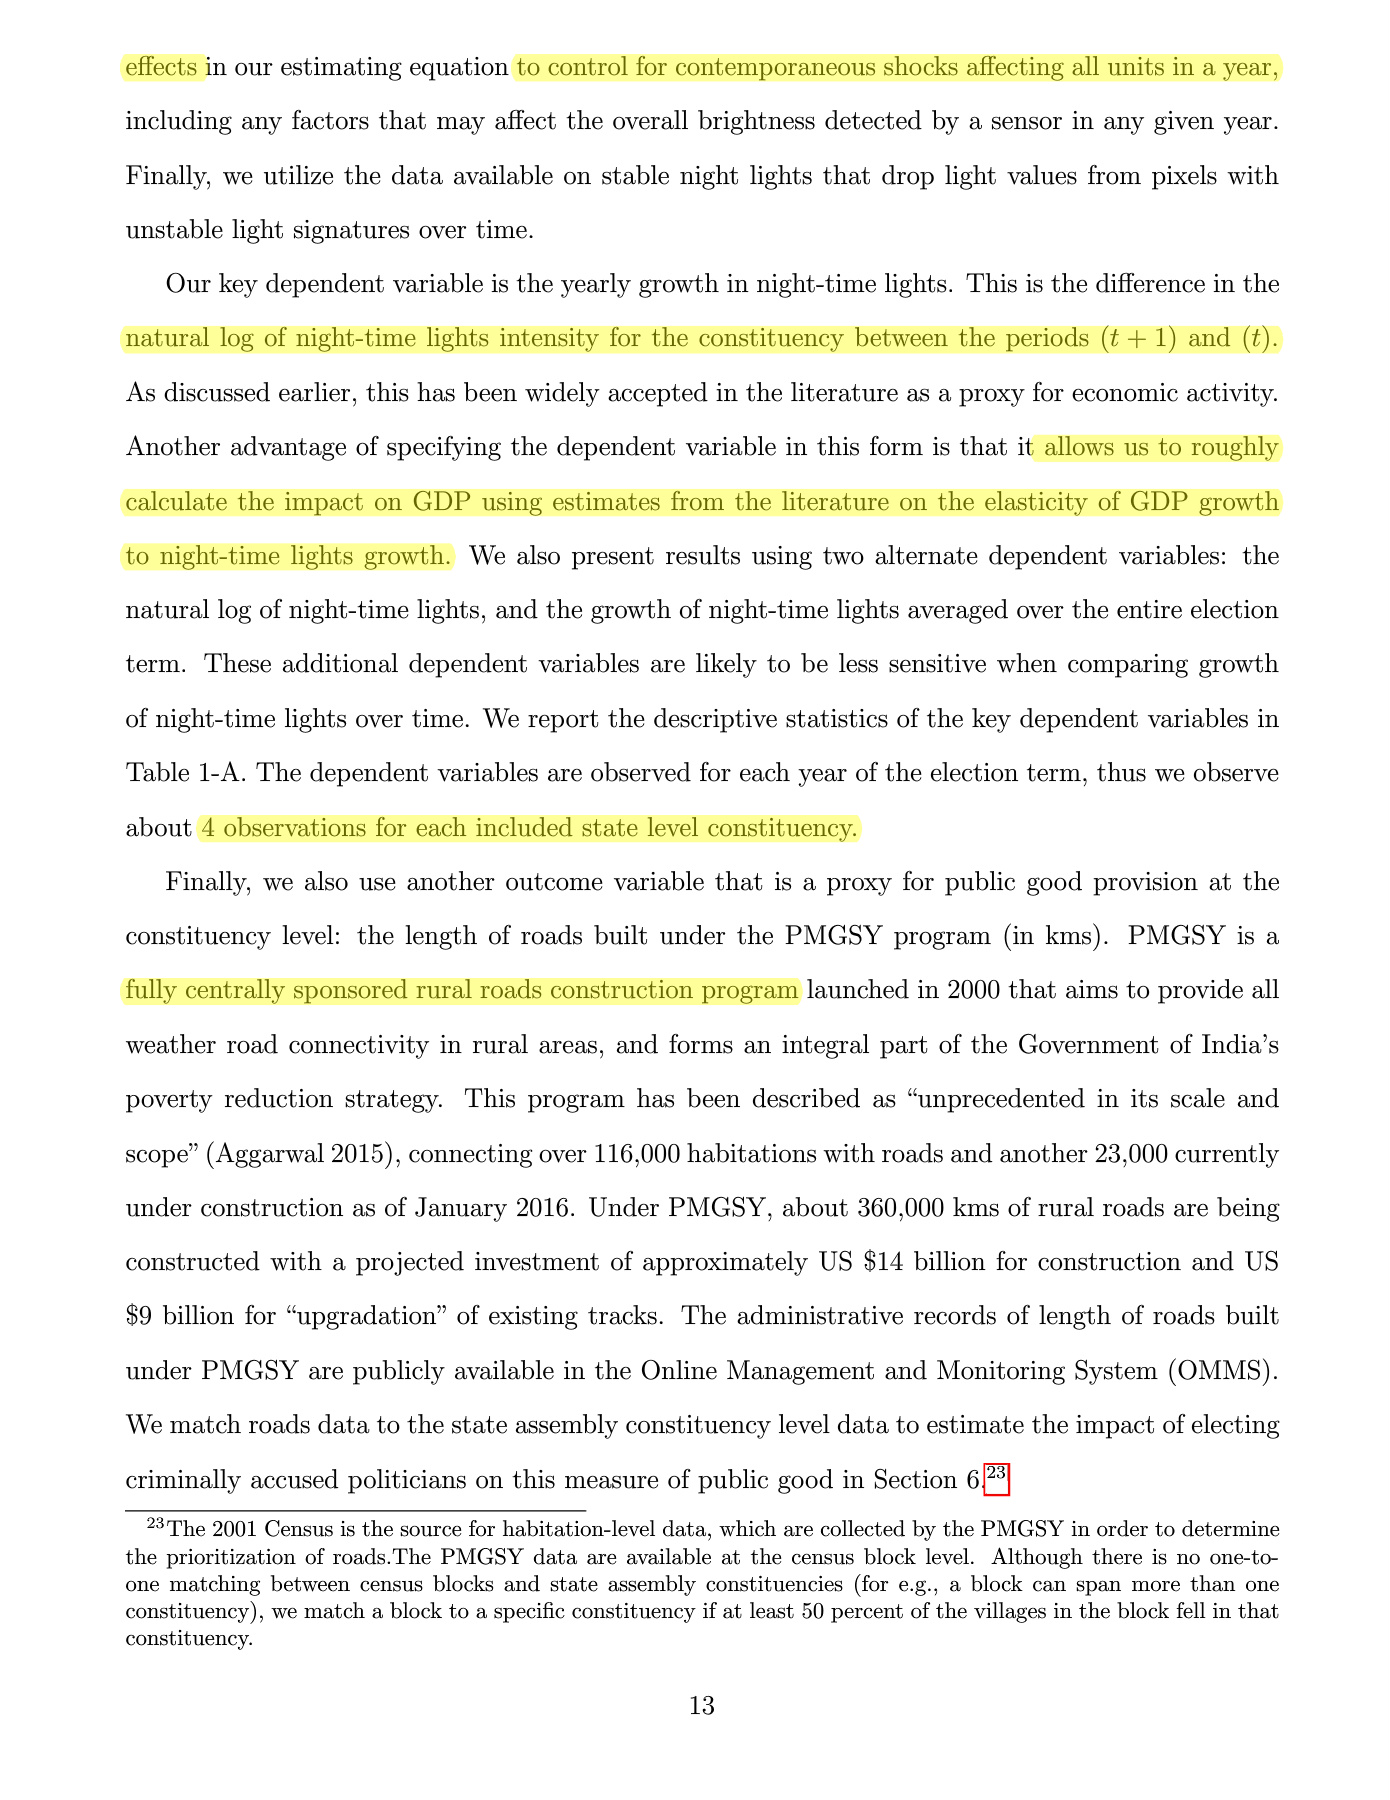 effects in our estimating equation to control for contemporaneous shocks affecting all units in a year,
including any factors that may affect the overall brightness detected by a sensor in any given year.
Finally, we utilize the data available on stable night lights that drop light values from pixels with
unstable light signatures over time.
Our key dependent variable is the yearly growth in night-time lights. This is the difference in the
natural log of night-time lights intensity for the constituency between the periods (t + 1) and (t).
As discussed earlier, this has been widely accepted in the literature as a proxy for economic activity.
Another advantage of specifying the dependent variable in this form is that it allows us to roughly
calculate the impact on GDP using estimates from the literature on the elasticity of GDP growth
to night-time lights growth. We also present results using two alternate dependent variables: the
natural log of night-time lights, and the growth of night-time lights averaged over the entire election
term. These additional dependent variables are likely to be less sensitive when comparing growth
of night-time lights over time. We report the descriptive statistics of the key dependent variables in
Table 1-A. The dependent variables are observed for each year of the election term, thus we observe
about 4 observations for each included state level constituency.
Finally, we also use another outcome variable that is a proxy for public good provision at the
constituency level: the length of roads built under the PMGSY program (in kms). PMGSY is a
fully centrally sponsored rural roads construction program launched in 2000 that aims to provide all
weather road connectivity in rural areas, and forms an integral part of the Government of India's
poverty reduction strategy. This program has been described as “unprecedented in its scale and
scope” (Aggarwal 2015), connecting over 116,000 habitations with roads and another 23,000 currently
under construction as of January 2016. Under PMGSY, about 360,000 kms of rural roads are being
constructed with a projected investment of approximately US $14 billion for construction and US
$9 billion for “upgradation” of existing tracks. The administrative records of length of roads built
under PMGSY are publicly available in the Online Management and Monitoring System (OMMS).
We match roads data to the state assembly constituency level data to estimate the impact of electing
criminally accused politicians on this measure of public good in Section 6.23
23The 2001 Census is the source for habitation-level data, which are collected by the PMGSY in order to determine
the prioritization of roads.The PMGSY data are available at the census block level. Although there is no one-to-
one matching between census blocks and state assembly constituencies (for e.g., a block can span more than one
constituency), we match a block to a specific constituency if at least 50 percent of the villages in the block fell in that
constituency.
13